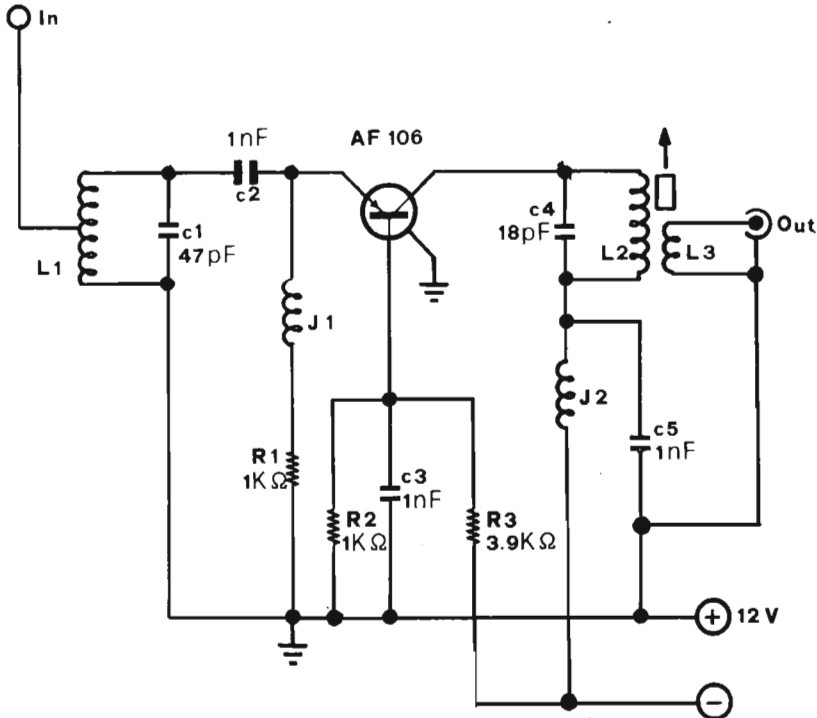 In
1nF
AF 106
c2
c1
47pF
c4
18pF
Out
L1
L2
L3
J1
J2
c5
1nF
R1
1KΩ
c3
1nF
R2
1KΩ
R3
3.9KΩ
+ 12V
−